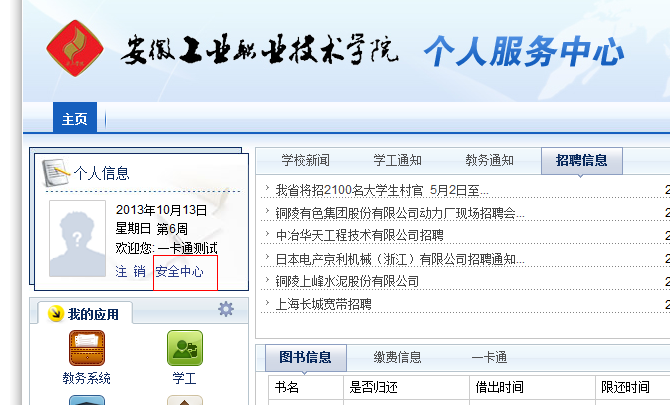 安徽工业职业技术学院 个人服务中心
主页
个人信息
2013年10月13日
星期日 第6周
欢迎您: 一卡通测试
注 销 安全中心
我的应用
教务系统 学工
学校新闻 学工通知 教务通知 招聘信息
我省将招2100名大学生村官 5月2日至...
铜陵有色集团股份有限公司动力厂现场招聘会...
中冶华天工程技术有限公司招聘
日本电产京利机械（浙江）有限公司招聘通知...
铜陵上峰水泥股份有限公司
上海长城宽带招聘
图书信息 缴费信息 一卡通
书名 是否归还 借出时间 限还时间